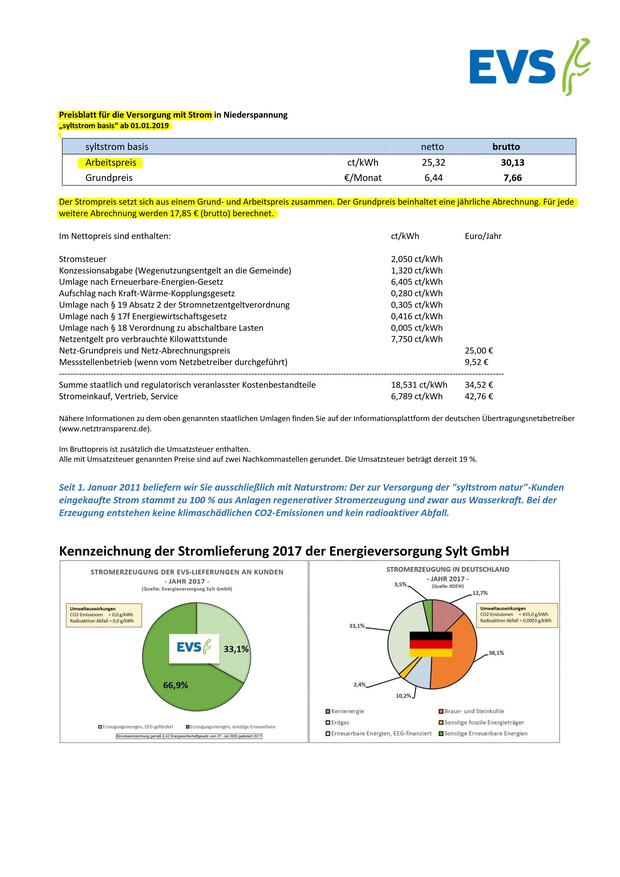 EVS
Preisblatt für die Versorgung mit Strom in Niederspannung
„syltstrom basis“ ab 01.01.2019
syltstrom basis netto brutto
Arbeitspreis ct/kWh 25,32 30,13
Grundpreis €/Monat 6,44 7,66
Der Strompreis setzt sich aus einem Grund- und Arbeitspreis zusammen. Der Grundpreis beinhaltet eine jährliche Abrechnung. Für jede
weitere Abrechnung werden 17,85 € (brutto) berechnet.
Im Nettopreis sind enthalten: ct/kWh Euro/Jahr
Stromsteuer 2,050 ct/kWh
Konzessionsabgabe (Wegenutzungsentgelt an die Gemeinde) 1,320 ct/kWh
Umlage nach Erneuerbare-Energien-Gesetz 6,405 ct/kWh
Aufschlag nach Kraft-Wärme-Kopplungsgesetz 0,280 ct/kWh
Umlage nach § 19 Absatz 2 der Stromnetzentgeltverordnung 0,305 ct/kWh
Umlage nach § 17f Energiewirtschaftsgesetz 0,416 ct/kWh
Umlage nach § 18 Verordnung zu abschaltbare Lasten 0,005 ct/kWh
Netzentgelt pro verbrauchte Kilowattstunde 7,750 ct/kWh
Netz-Grundpreis und Netz-Abrechnungspreis 25,00 €
Messstellenbetrieb (wenn vom Netzbetreiber durchgeführt) 9,52 €
Summe staatlich und regulatorisch veranlasster Kostenbestandteile 18,531 ct/kWh 34,52 €
Stromeinkauf, Vertrieb, Service 6,789 ct/kWh 42,76 €
Nähere Informationen zu dem oben genannten staatlichen Umlagen finden Sie auf der Informationsplattform der deutschen Übertragungsnetzbetreiber
(www.netztransparenz.de).
Im Bruttopreis ist zusätzlich die Umsatzsteuer enthalten.
Alle mit Umsatzsteuer genannten Preise sind auf zwei Nachkommastellen gerundet. Die Umsatzsteuer beträgt derzeit 19 %.
Seit 1. Januar 2011 beliefern wir Sie ausschließlich mit Naturstrom: Der zur Versorgung der "syltstrom natur"-Kunden
eingekaufte Strom stammt zu 100 % aus Anlagen regenerativer Stromerzeugung und zwar aus Wasserkraft. Bei der
Erzeugung entstehen keine klimaschädlichen CO2-Emissionen und kein radioaktiver Abfall.
Kennzeichnung der Stromlieferung 2017 der Energieversorgung Sylt GmbH
STROMERZEUGUNG DER EVS-LIEFERUNGEN AN KUNDEN
- JAHR 2017 -
(Quelle: Energieversorgung Sylt GmbH)
Umweltauswirkungen
CO2-Emissionen = 0,0 g/kWh
Radioaktiver Abfall = 0,0 g/kWh
EVS
33,1%
66,9%
Erzeugungsmengen, EEG-gefördert Erzeugungsmengen, sonstige Erneuerbare
Stromkennzeichnung gemäß § 42 Energiewirtschaftsgesetz vom 07. Juli 2005 geändert 2017
STROMERZEUGUNG IN DEUTSCHLAND
- JAHR 2017 -
(Quelle: BDEW)
Umweltauswirkungen
CO2-Emissionen = 435,0 g/kWh
Radioaktiver Abfall = 0,0003 g/kWh
3,5%
12,7%
33,1%
38,1%
2,4%
10,2%
Kernenergie Braun- und Steinkohle
Erdgas Sonstige fossile Energieträger
Erneuerbare Energien, EEG-finanziert Sonstige Erneuerbare Energien